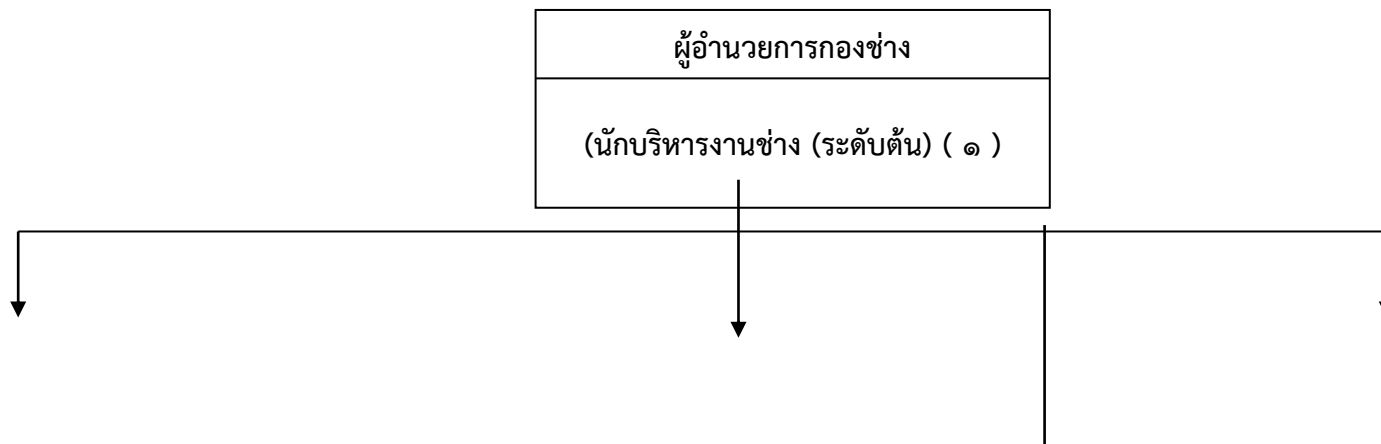 ผู้อำนวยการกองช่าง
(นักบริหารงานช่าง (ระดับต้น) ( ๑ )